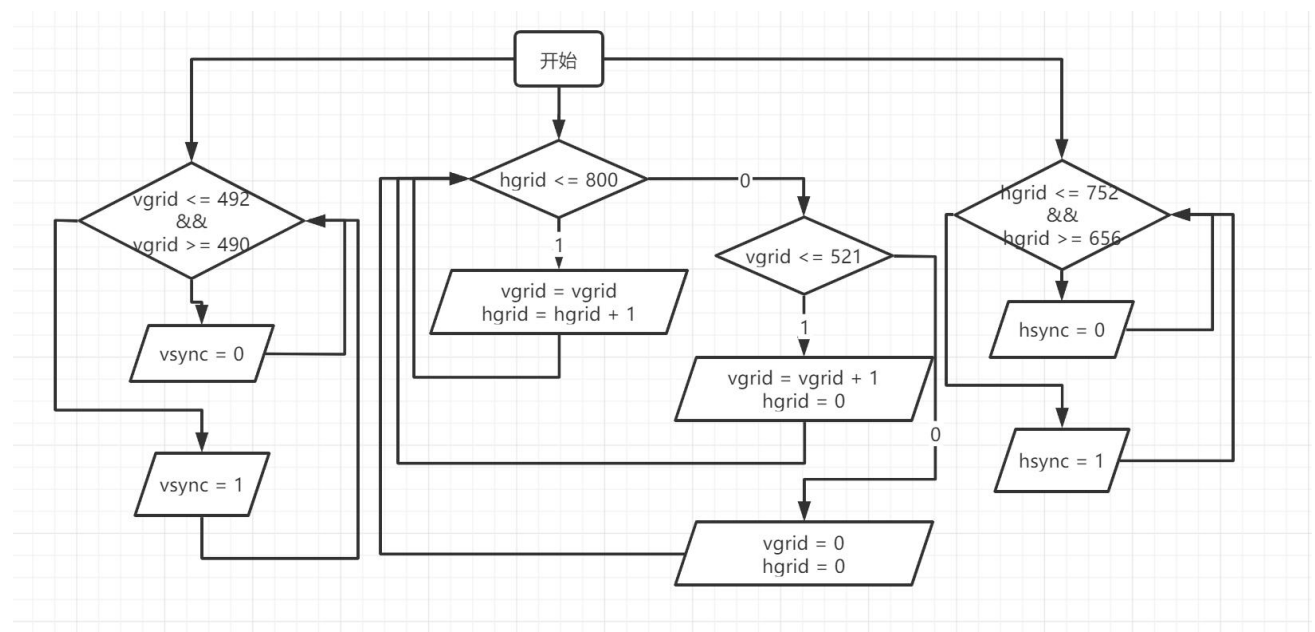 开始
vgrid <= 492
&&
vgrid >= 490
vsync = 0
vsync = 1
hgrid <= 800
1
vgrid = vgrid
hgrid = hgrid + 1
0
vgrid <= 521
1
vgrid = vgrid + 1
hgrid = 0
0
vgrid = 0
hgrid = 0
hgrid <= 752
&&
hgrid >= 656
hsync = 0
hsync = 1